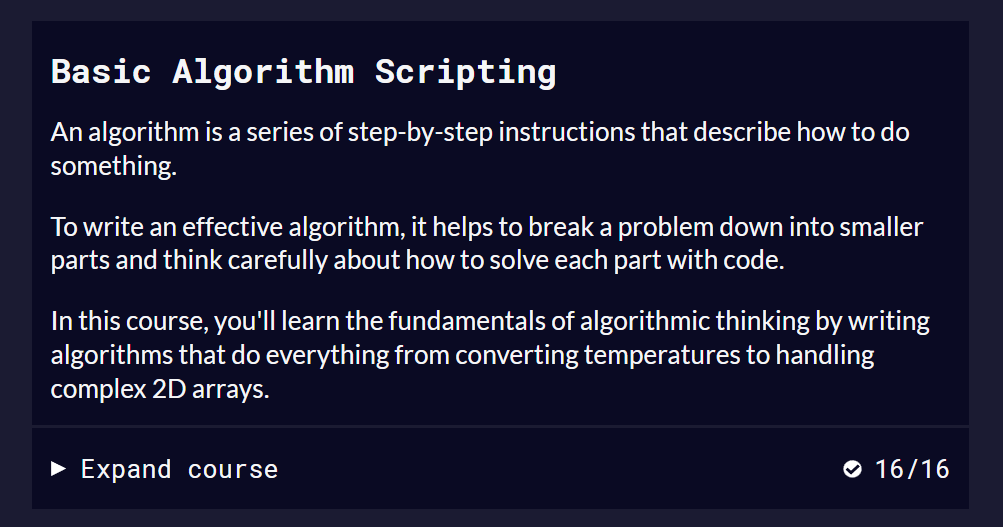 Basic Algorithm Scripting
An algorithm is a series of step-by-step instructions that describe how to do
something.
To write an effective algorithm, it helps to break a problem down into smaller
parts and think carefully about how to solve each part with code.
In this course, you'll learn the fundamentals of algorithmic thinking by writing
algorithms that do everything from converting temperatures to handling
complex 2D arrays.
Expand course 16/16